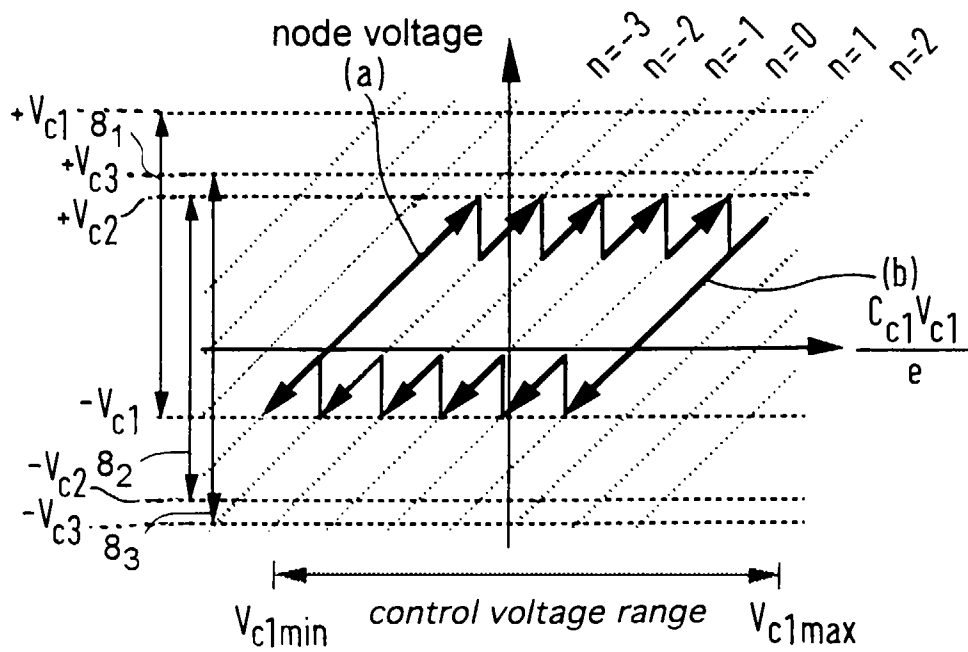 node voltage
(a)
n=-3
n=-2
n=-1
n=0
n=1
n=2
+Vc1
8₁
+Vc3
+Vc2
(b)
Cc1Vc1
e
-Vc1
-Vc2
8₂
-Vc3
8₃
Vc1min
control voltage range
Vc1max